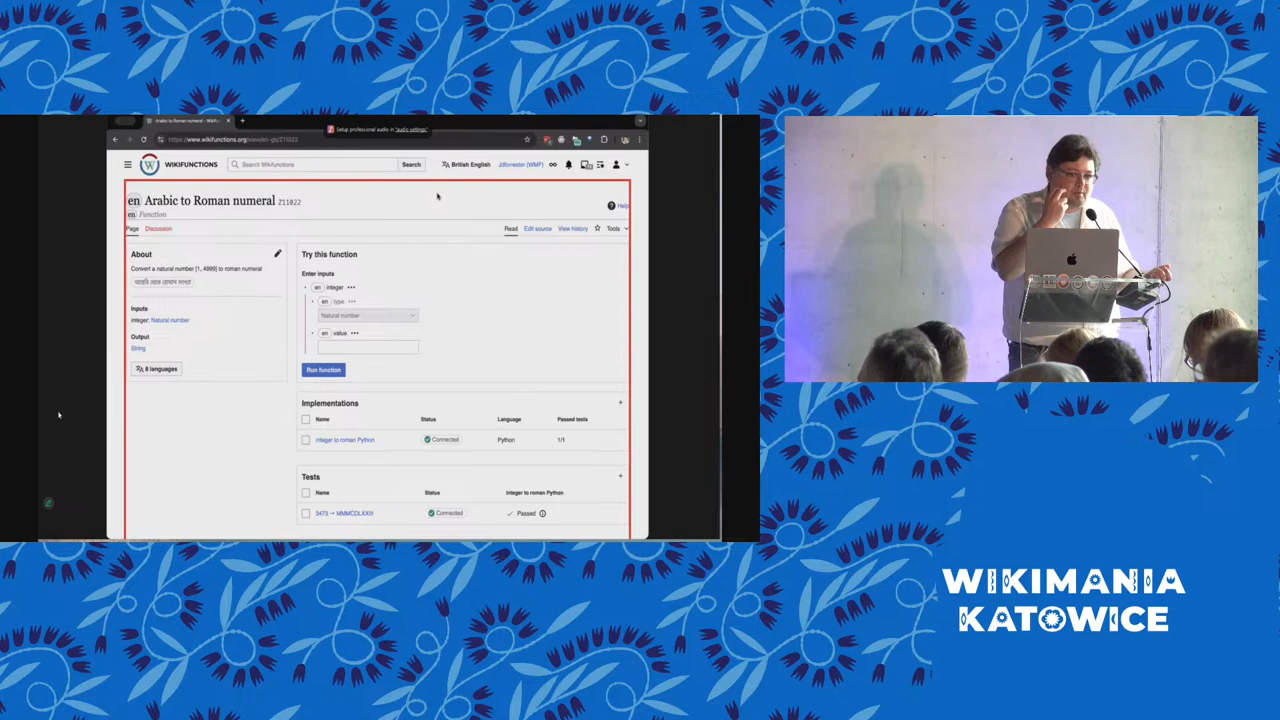 Arabic to Roman numeral - Wikifu...
Setup professional audio in "audio settings"
https://www.wikifunctions.org/view/en-gb/Z11022
WIKIFUNCTIONS
Search Wikifunctions
Search
British English
Jdforrester (WMF)
en Arabic to Roman numeral Z11022
en Function
Help
Page Discussion
Read Edit source View history Tools
About
Convert a natural number [1, 4999] to roman numeral
Inputs
integer: Natural number
Output
String
8 languages
Try this function
Enter inputs
en integer
en type
Natural number
en value
Run function
Implementations
Name Status Language Passed tests
integer to roman Python Connected Python 1/1
Tests
Name Status integer to roman Python
3473 → MMMCDLXXIII Connected Passed
WIKIMANIA
KATOWICE